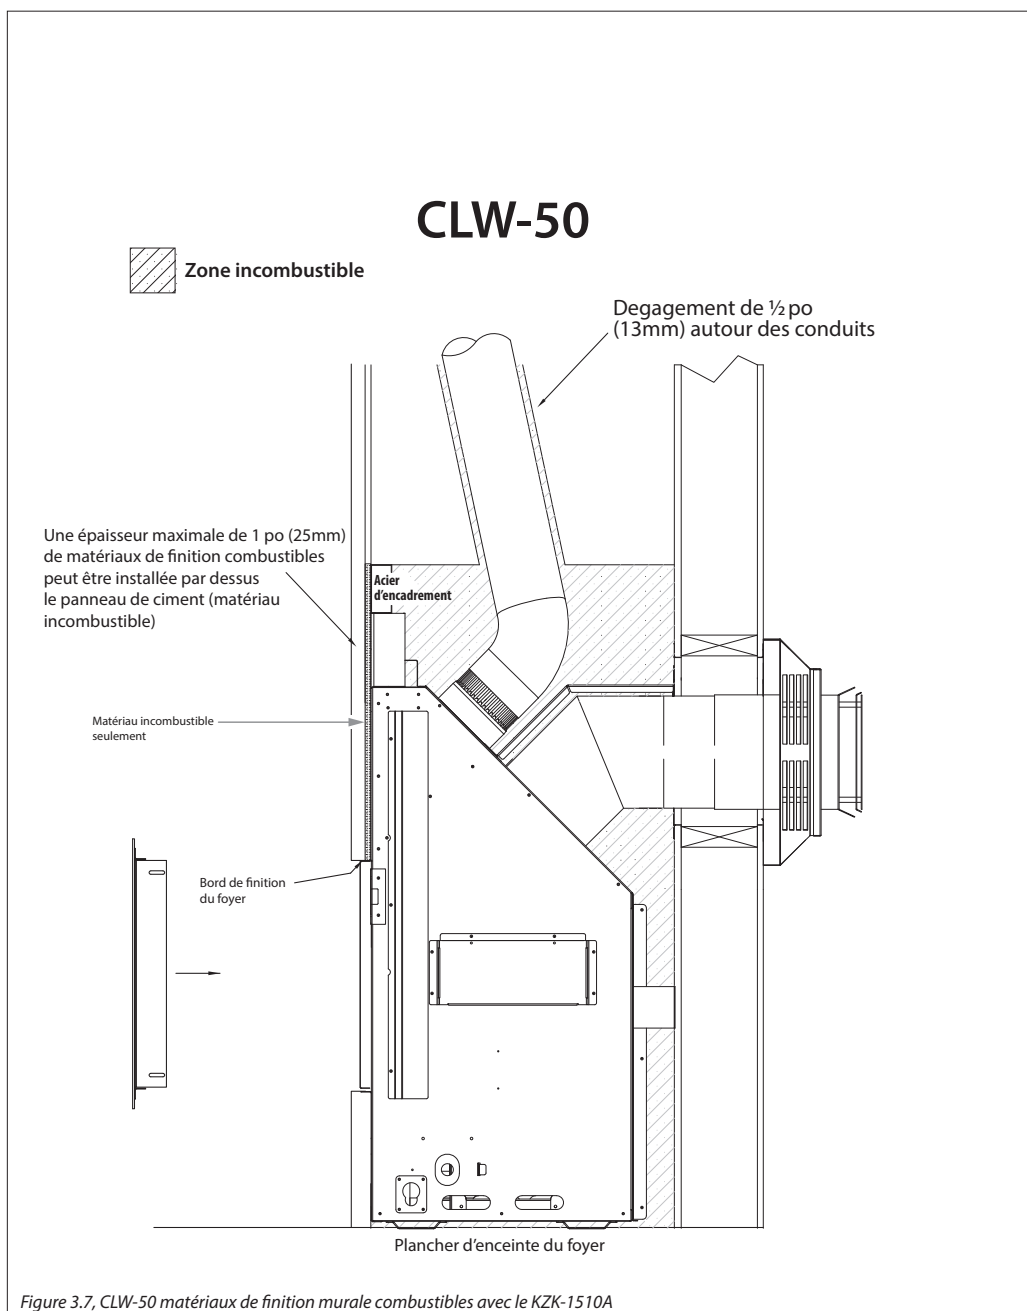 CLW-50
Zone incombustible
Degagement de ½ po
(13mm) autour des conduits
Une épaisseur maximale de 1 po (25mm)
de matériaux de finition combustibles
peut être installée par dessus
le panneau de ciment (matériau
incombustible)
Acier
d'encadrement
Matériau incombustible
seulement
Bord de finition
du foyer
Plancher d'enceinte du foyer
Figure 3.7, CLW-50 matériaux de finition murale combustibles avec le KZK-1510A